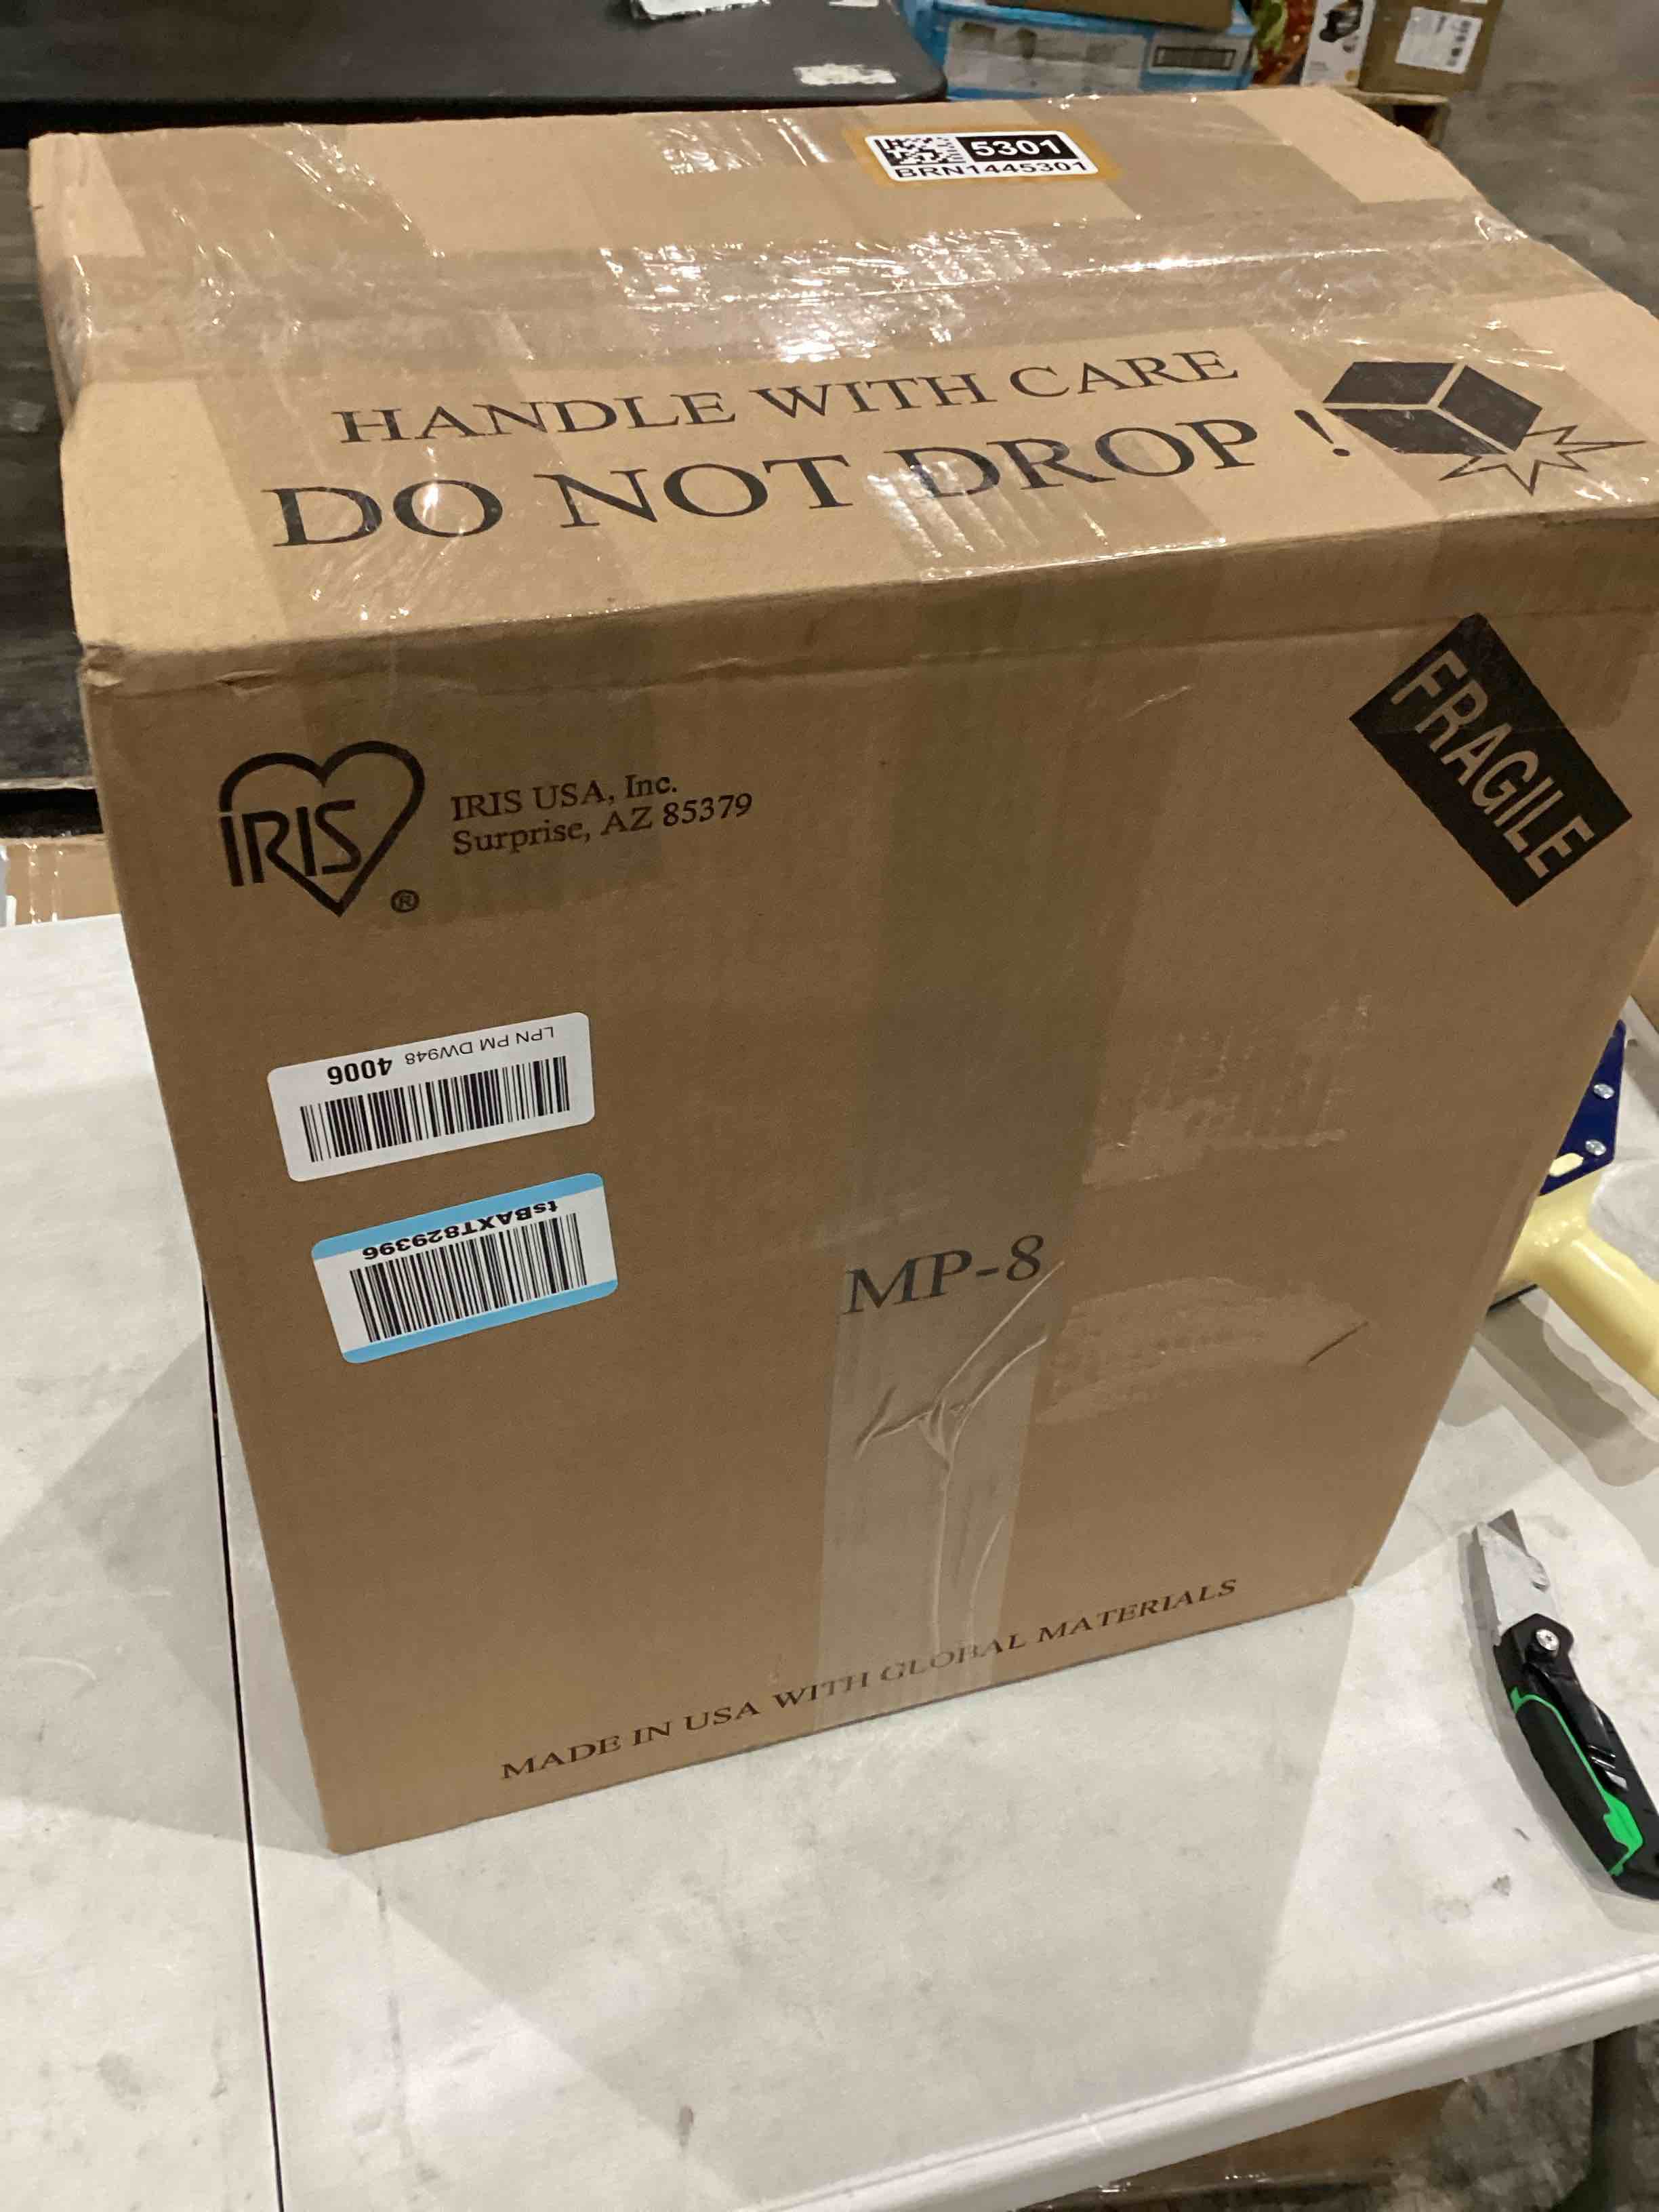 5301
BRN1445301
HANDLE WITH CARE
DO NOT DROP !
FRAGILE
IRIS
®
IRIS USA, Inc.
Surprise, AZ 85379
LPN PM DW948 4006
tsBAXT829396
MP-8
MADE IN USA WITH GLOBAL MATERIALS